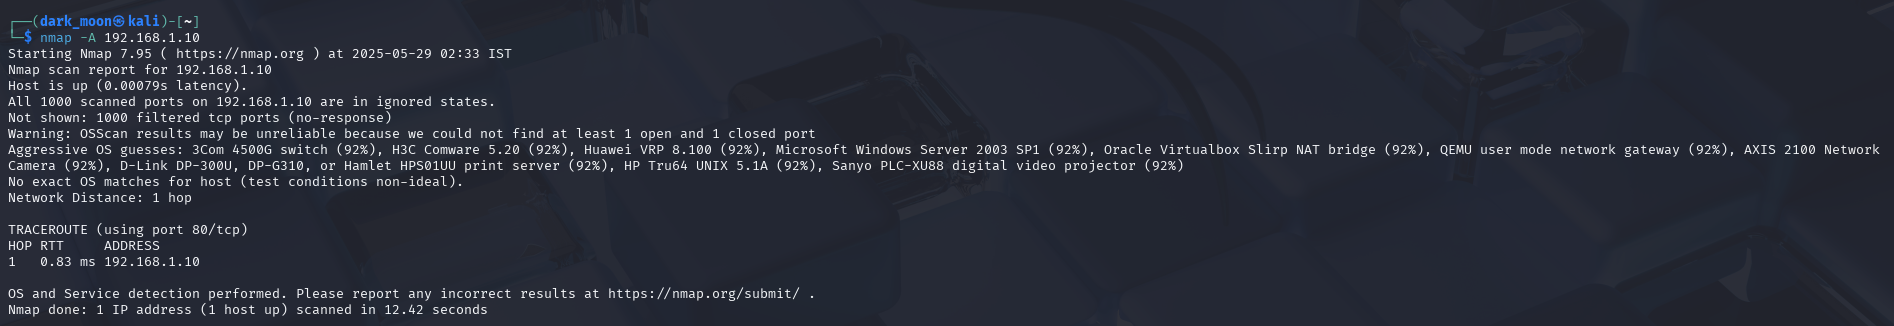 ┌──(dark_moon㉿kali)-[~]
└─$ nmap -A 192.168.1.10
Starting Nmap 7.95 ( https://nmap.org ) at 2025-05-29 02:33 IST
Nmap scan report for 192.168.1.10
Host is up (0.00079s latency).
All 1000 scanned ports on 192.168.1.10 are in ignored states.
Not shown: 1000 filtered tcp ports (no-response)
Warning: OSScan results may be unreliable because we could not find at least 1 open and 1 closed port
Aggressive OS guesses: 3Com 4500G switch (92%), H3C Comware 5.20 (92%), Huawei VRP 8.100 (92%), Microsoft Windows Server 2003 SP1 (92%), Oracle Virtualbox Slirp NAT bridge (92%), QEMU user mode network gateway (92%), AXIS 2100 Network
Camera (92%), D-Link DP-300U, DP-G310, or Hamlet HPS01UU print server (92%), HP Tru64 UNIX 5.1A (92%), Sanyo PLC-XU88 digital video projector (92%)
No exact OS matches for host (test conditions non-ideal).
Network Distance: 1 hop
TRACEROUTE (using port 80/tcp)
HOP RTT     ADDRESS
1   0.83 ms 192.168.1.10
OS and Service detection performed. Please report any incorrect results at https://nmap.org/submit/ .
Nmap done: 1 IP address (1 host up) scanned in 12.42 seconds